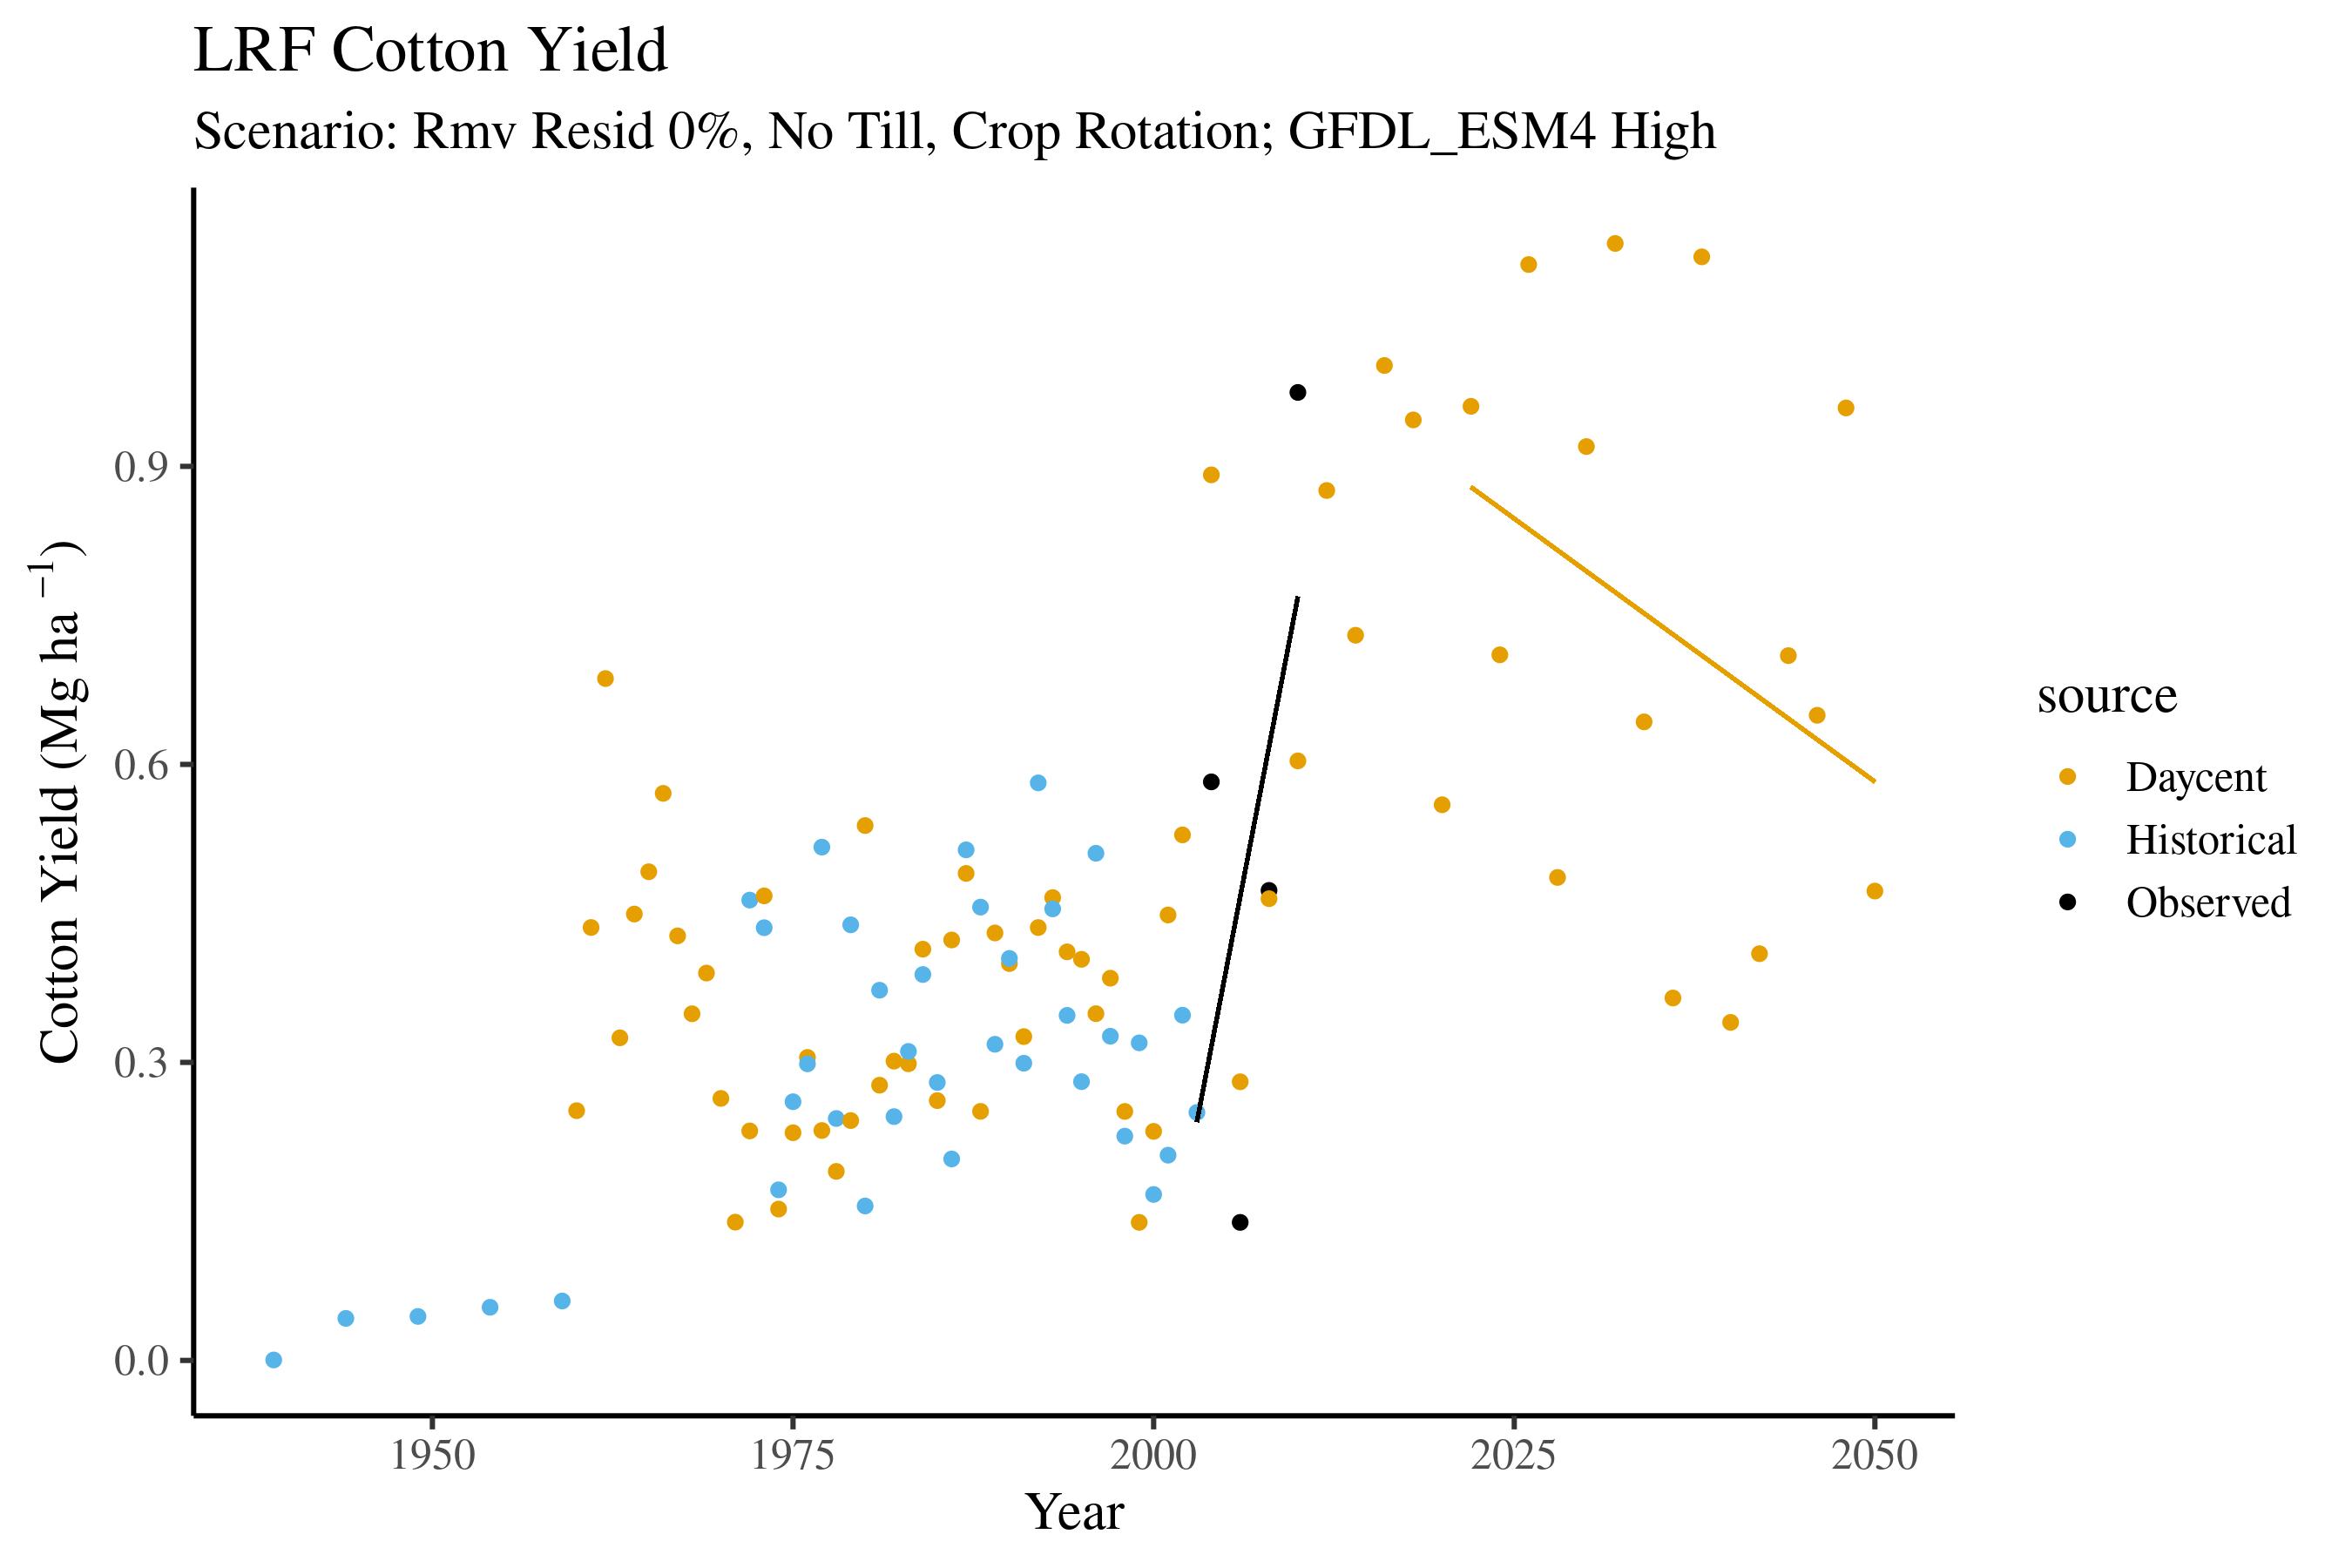 LRF Cotton Yield
Scenario: Rmv Resid 0%, No Till, Crop Rotation; GFDL_ESM4 High
Cotton Yield (Mg ha −1)
0.9
0.6
0.3
0.0
1950 1975 2000 2025 2050
Year
source
Daycent
Historical
Observed